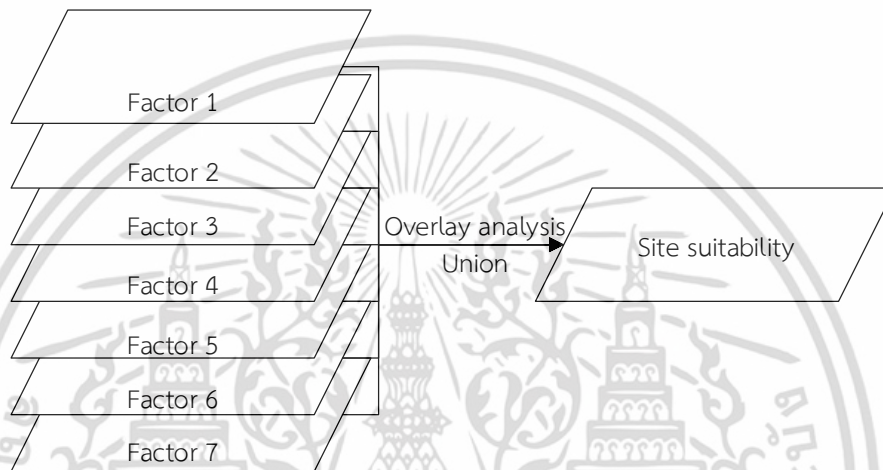 Factor 1
Factor 2
Factor 3
Factor 4
Factor 5
Factor 6
Factor 7
Overlay analysis
Union
Site suitability